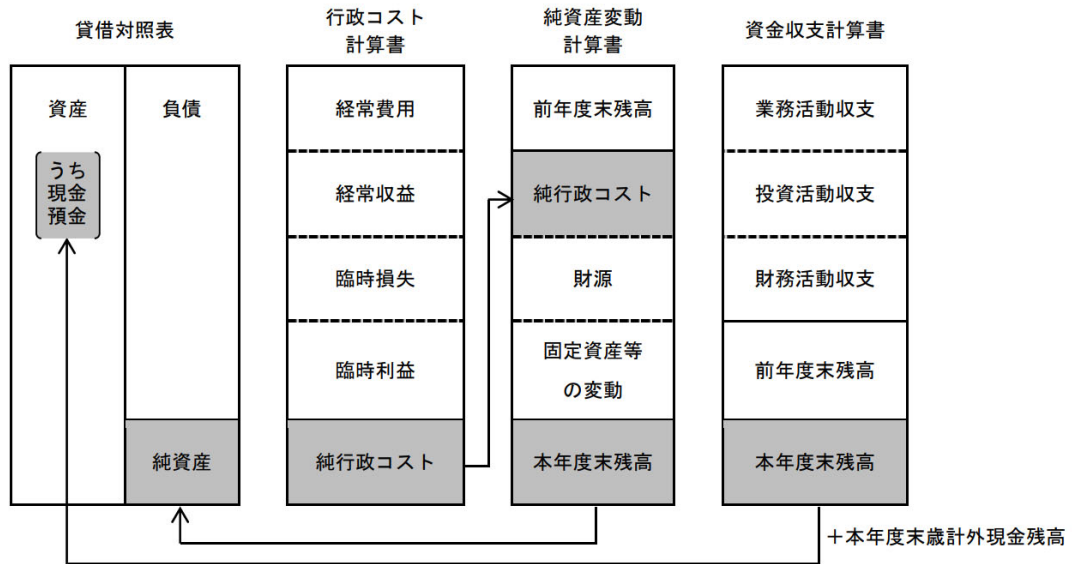 貸借対照表
資産
うち
現金
預金
負債
純資産
行政コスト
計算書
経常費用
経常収益
臨時損失
臨時利益
純行政コスト
純資産変動
計算書
前年度末残高
純行政コスト
財源
固定資産等
の変動
本年度末残高
資金収支計算書
業務活動収支
投資活動収支
財務活動収支
前年度末残高
本年度末残高
＋本年度末歳計外現金残高